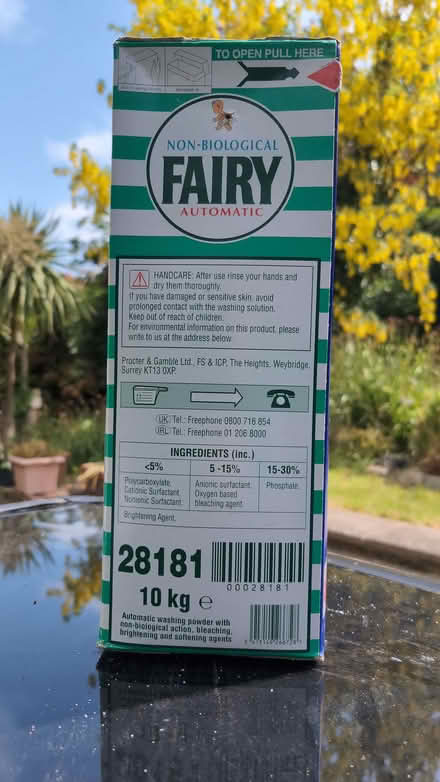 TO OPEN PULL HERE
NON-BIOLOGICAL
FAIRY
AUTOMATIC
HANDCARE: After use rinse your hands and
dry them thoroughly.
If you have damaged or sensitive skin, avoid
prolonged contact with the washing solution.
Keep out of reach of children.
For environmental information on this product, please
write to us at the address below.
Procter & Gamble Ltd., FS & ICP, The Heights, Weybridge,
Surrey KT13 0XP.
UK Tel.: Freephone 0800 716 854
IRL Tel.: Freephone 01 206 8000
INGREDIENTS (inc.)
<5% 5 -15% 15-30%
Polycarboxylate, Anionic surfactant. Phosphate.
Cationic Surfactant. Oxygen based
Nonionic Surfactant. bleaching agent.
Brightening Agent.
28181
00028181
10 kg e
Automatic washing powder with
non-biological action, bleaching,
brightening and softening agents